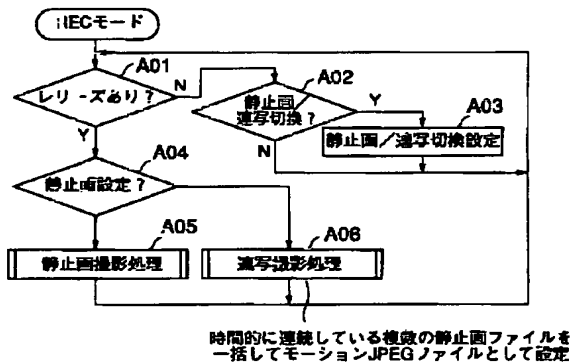 RECモード
A01
レリーズあり？
N
Y
A02
静止画／
連写切換？
Y
N
A03
静止画／連写切換設定
A04
静止画設定？
A05
静止画撮影処理
A06
連写撮影処理
時間的に連続している複数の静止画ファイルを
一括してモーションJPEGファイルとして設定